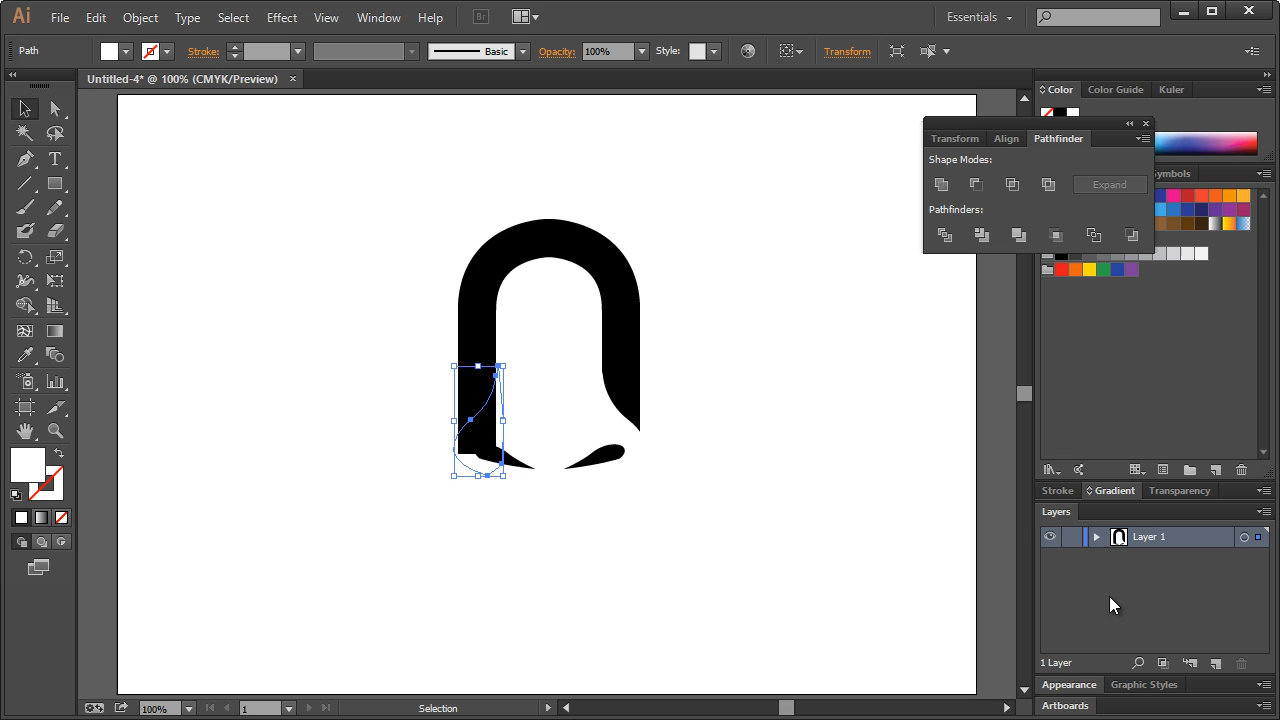 Ai File Edit Object Type Select Effect View Window Help Br Essentials
Path Stroke: Basic Opacity: 100% Style: Transform
Untitled-4* @ 100% (CMYK/Preview)
Color Color Guide Kuler
Transform Align Pathfinder
Shape Modes:
Expand
Symbols
Pathfinders:
T
Stroke Gradient Transparency
Layers
Layer 1
1 Layer
Appearance Graphic Styles
100% 1 Selection
Artboards